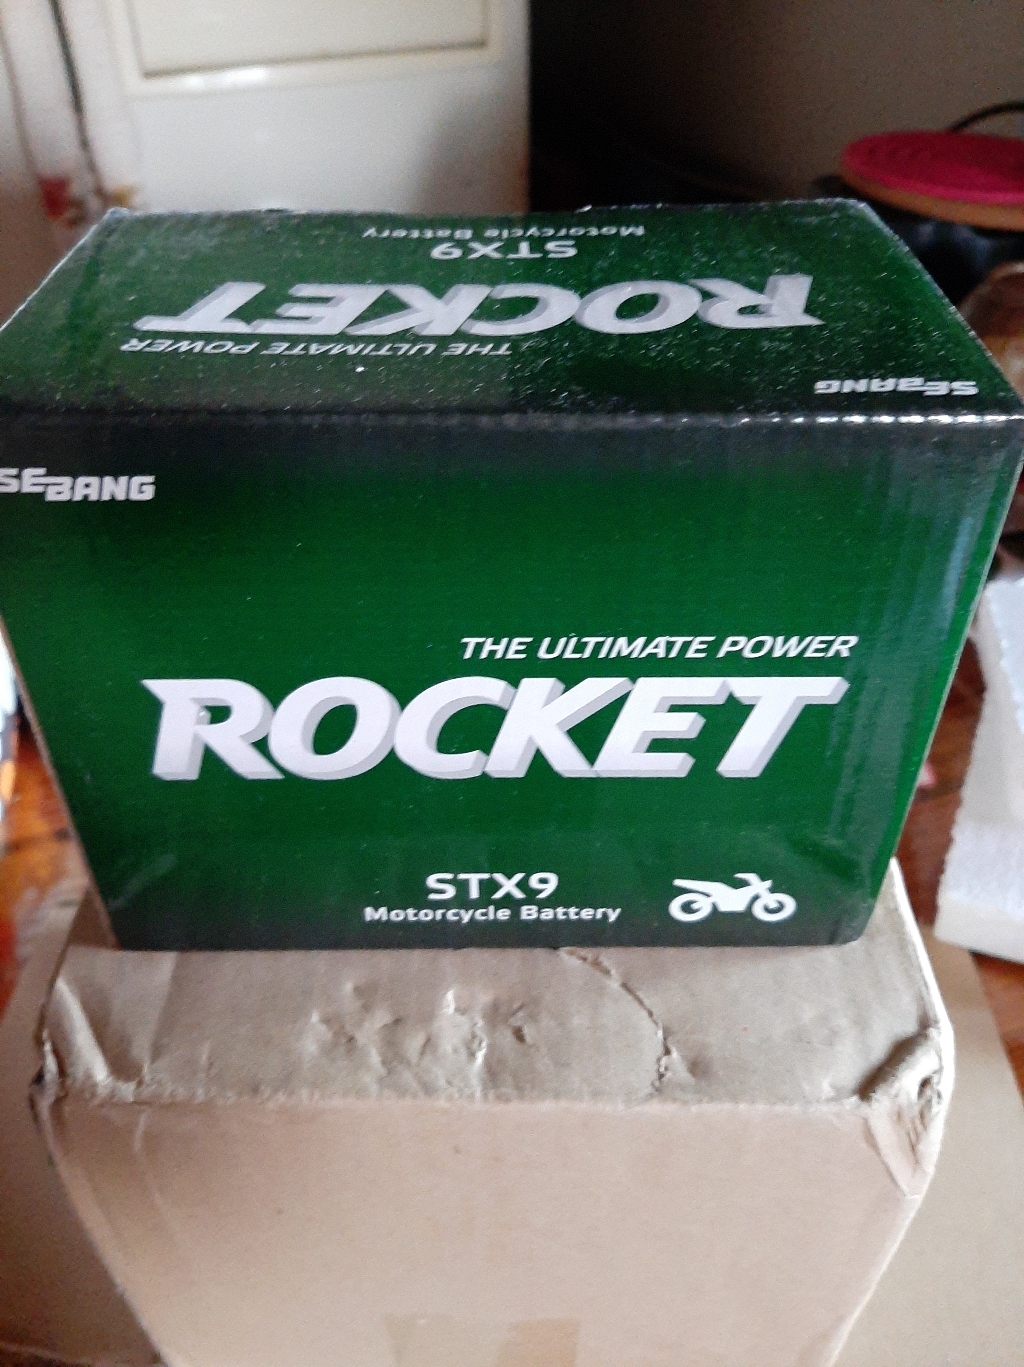 STX9
Motorcycle Battery
ROCKET
THE ULTIMATE POWER
SEBANG
SEBANG
THE ULTIMATE POWER
ROCKET
STX9
Motorcycle Battery